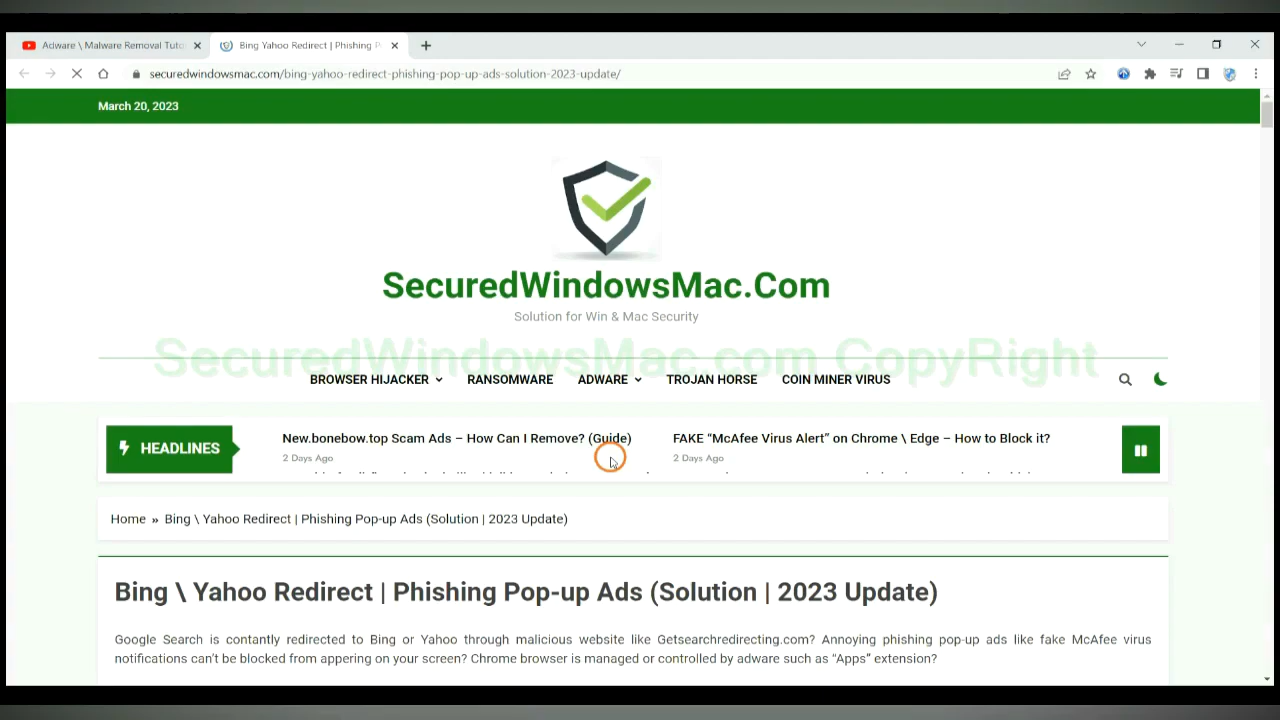 Adware \ Malware Removal Tuto
Bing Yahoo Redirect | Phishing P
securedwindowsmac.com/bing-yahoo-redirect-phishing-pop-up-ads-solution-2023-update/
March 20, 2023
SecuredWindowsMac.Com
Solution for Win & Mac Security
SecuredWindowsMac.com CopyRight
BROWSER HIJACKER RANSOMWARE ADWARE TROJAN HORSE COIN MINER VIRUS
HEADLINES
New.bonebow.top Scam Ads – How Can I Remove? (Guide)
2 Days Ago
FAKE “McAfee Virus Alert” on Chrome \ Edge – How to Block it?
2 Days Ago
Home » Bing \ Yahoo Redirect | Phishing Pop-up Ads (Solution | 2023 Update)
Bing \ Yahoo Redirect | Phishing Pop-up Ads (Solution | 2023 Update)
Google Search is contantly redirected to Bing or Yahoo through malicious website like Getsearchredirecting.com? Annoying phishing pop-up ads like fake McAfee virus
notifications can’t be blocked from appering on your screen? Chrome browser is managed or controlled by adware such as “Apps” extension?